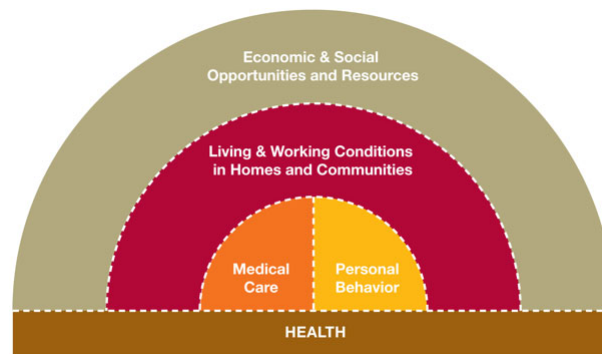 Economic & Social
Opportunities and Resources
Living & Working Conditions
in Homes and Communities
Medical
Care
Personal
Behavior
HEALTH